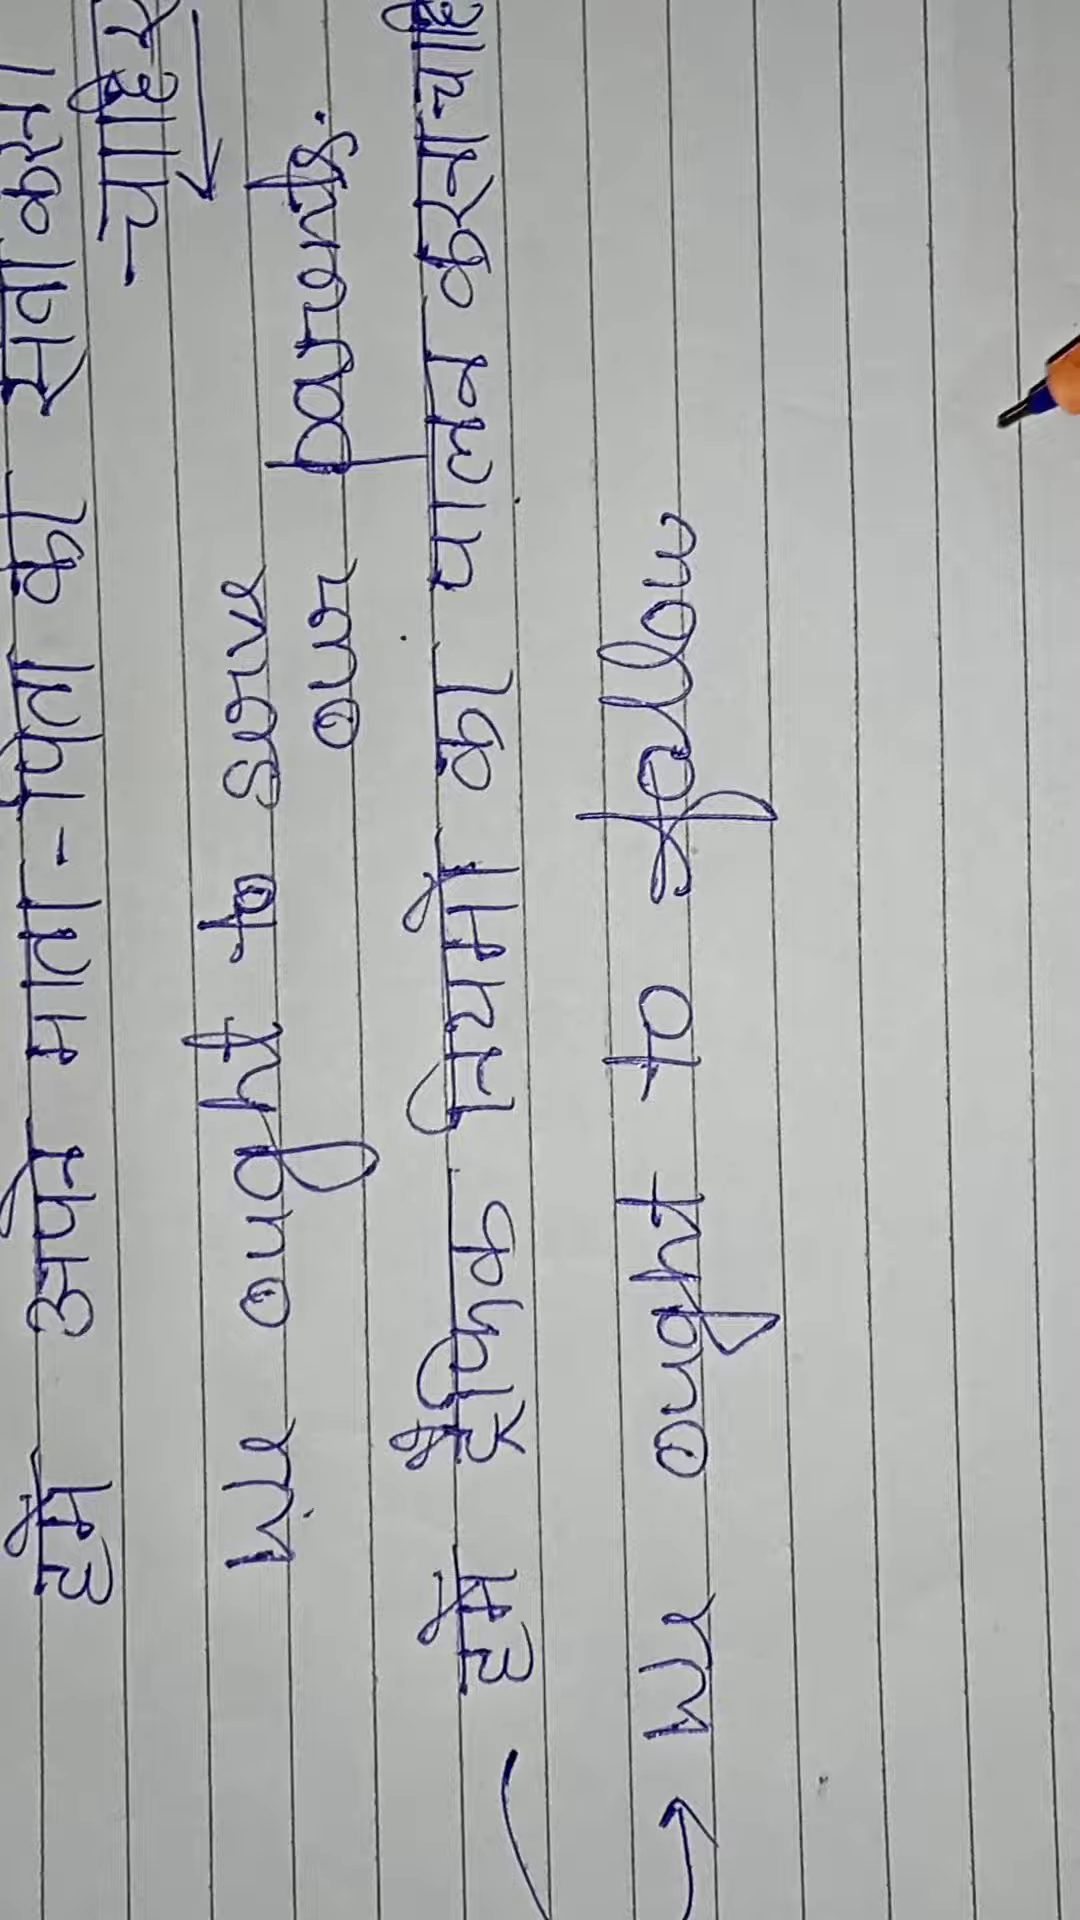 हमें अपने माता-पिता की सेवा करना
चाहिए
We ought to serve
our parents.
हमें ट्रैफिक नियमों का पालन करना चाहि
→ We ought to follow